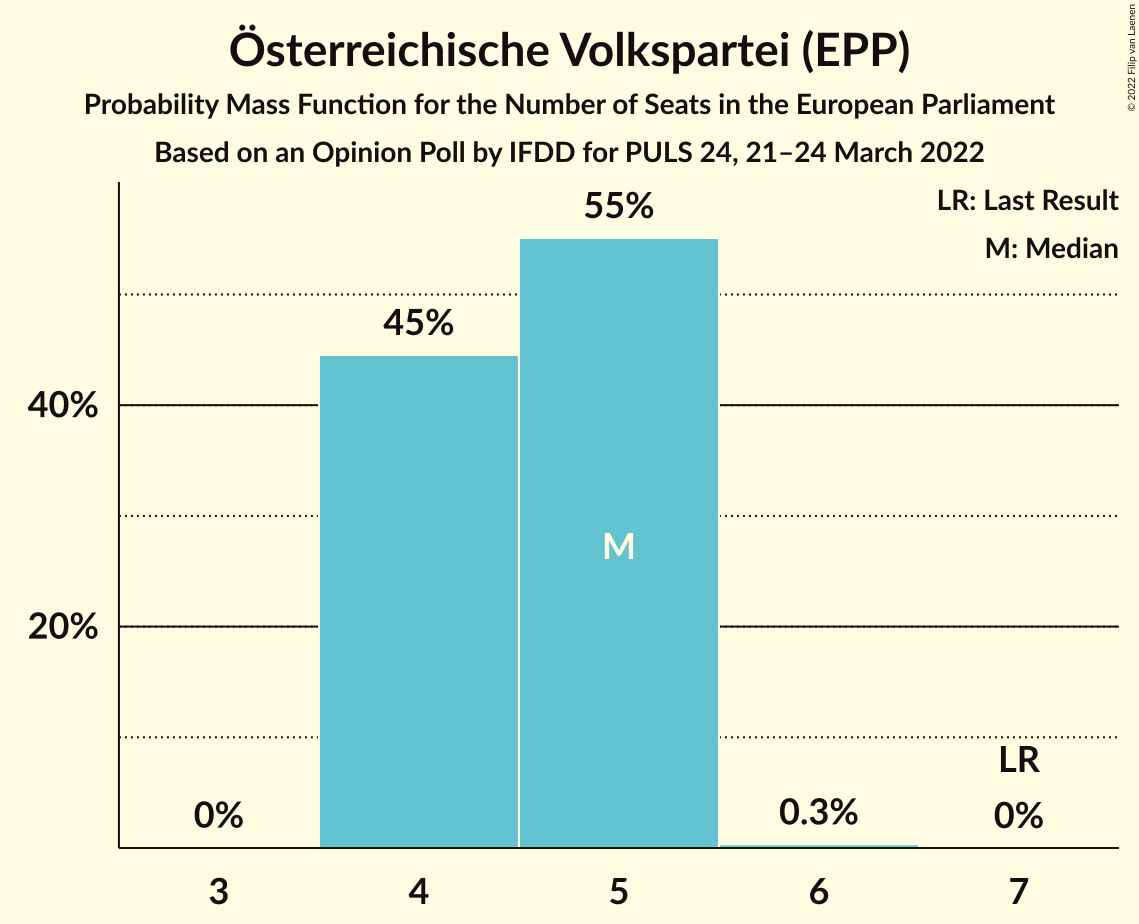 Österreichische Volkspartei (EPP)
Probability Mass Function for the Number of Seats in the European Parliament
Based on an Opinion Poll by IFDD for PULS 24, 21–24 March 2022
© 2022 Filip van Laenen
LR: Last Result
M: Median
55%
45%
40%
M
20%
LR
0%
0.3%
0%
3 4 5 6 7